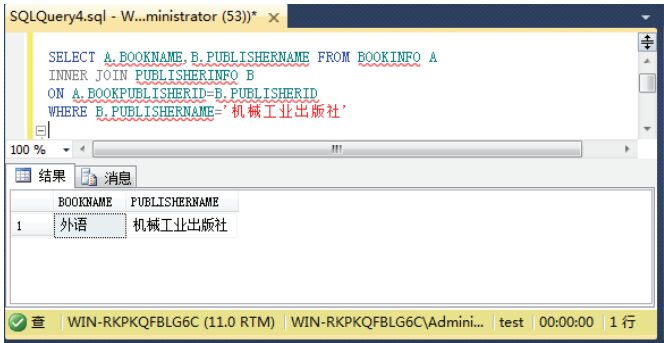 SQLQuery4.sql - W...ministrator (53))* ×
SELECT A.BOOKNAME,B.PUBLISHERNAME FROM BOOKINFO A
INNER JOIN PUBLISHERINFO B
ON A.BOOKPUBLISHERID=B.PUBLISHERID
WHERE B.PUBLISHERNAME='机械工业出版社'
100 %
结果 消息
BOOKNAME PUBLISHERNAME
1 外语 机械工业出版社
查 WIN-RKPKQFBLG6C (11.0 RTM) WIN-RKPKQFBLG6C\Admini... test 00:00:00 1 行